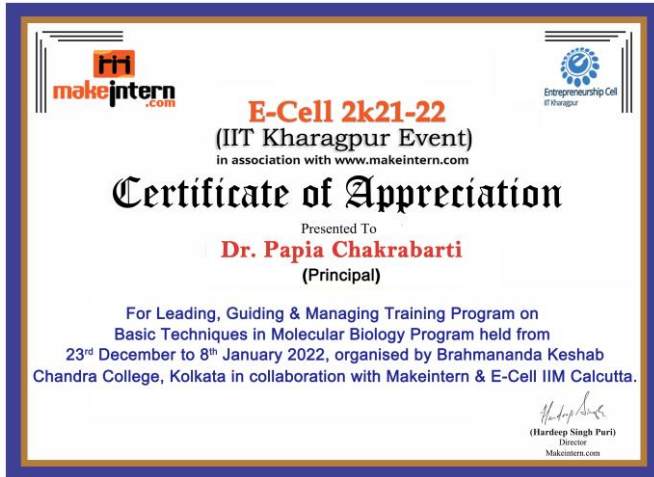 makeintern
.com
Entrepreneurship Cell
IIT Kharagpur
E-Cell 2k21-22
(IIT Kharagpur Event)
in association with www.makeintern.com
Certificate of Appreciation
Presented To
Dr. Papia Chakrabarti
(Principal)
For Leading, Guiding & Managing Training Program on
Basic Techniques in Molecular Biology Program held from
23rd December to 8th January 2022, organised by Brahmananda Keshab
Chandra College, Kolkata in collaboration with Makeintern & E-Cell IIM Calcutta.
Hardeep Singh
(Hardeep Singh Puri)
Director
Makeintern.com